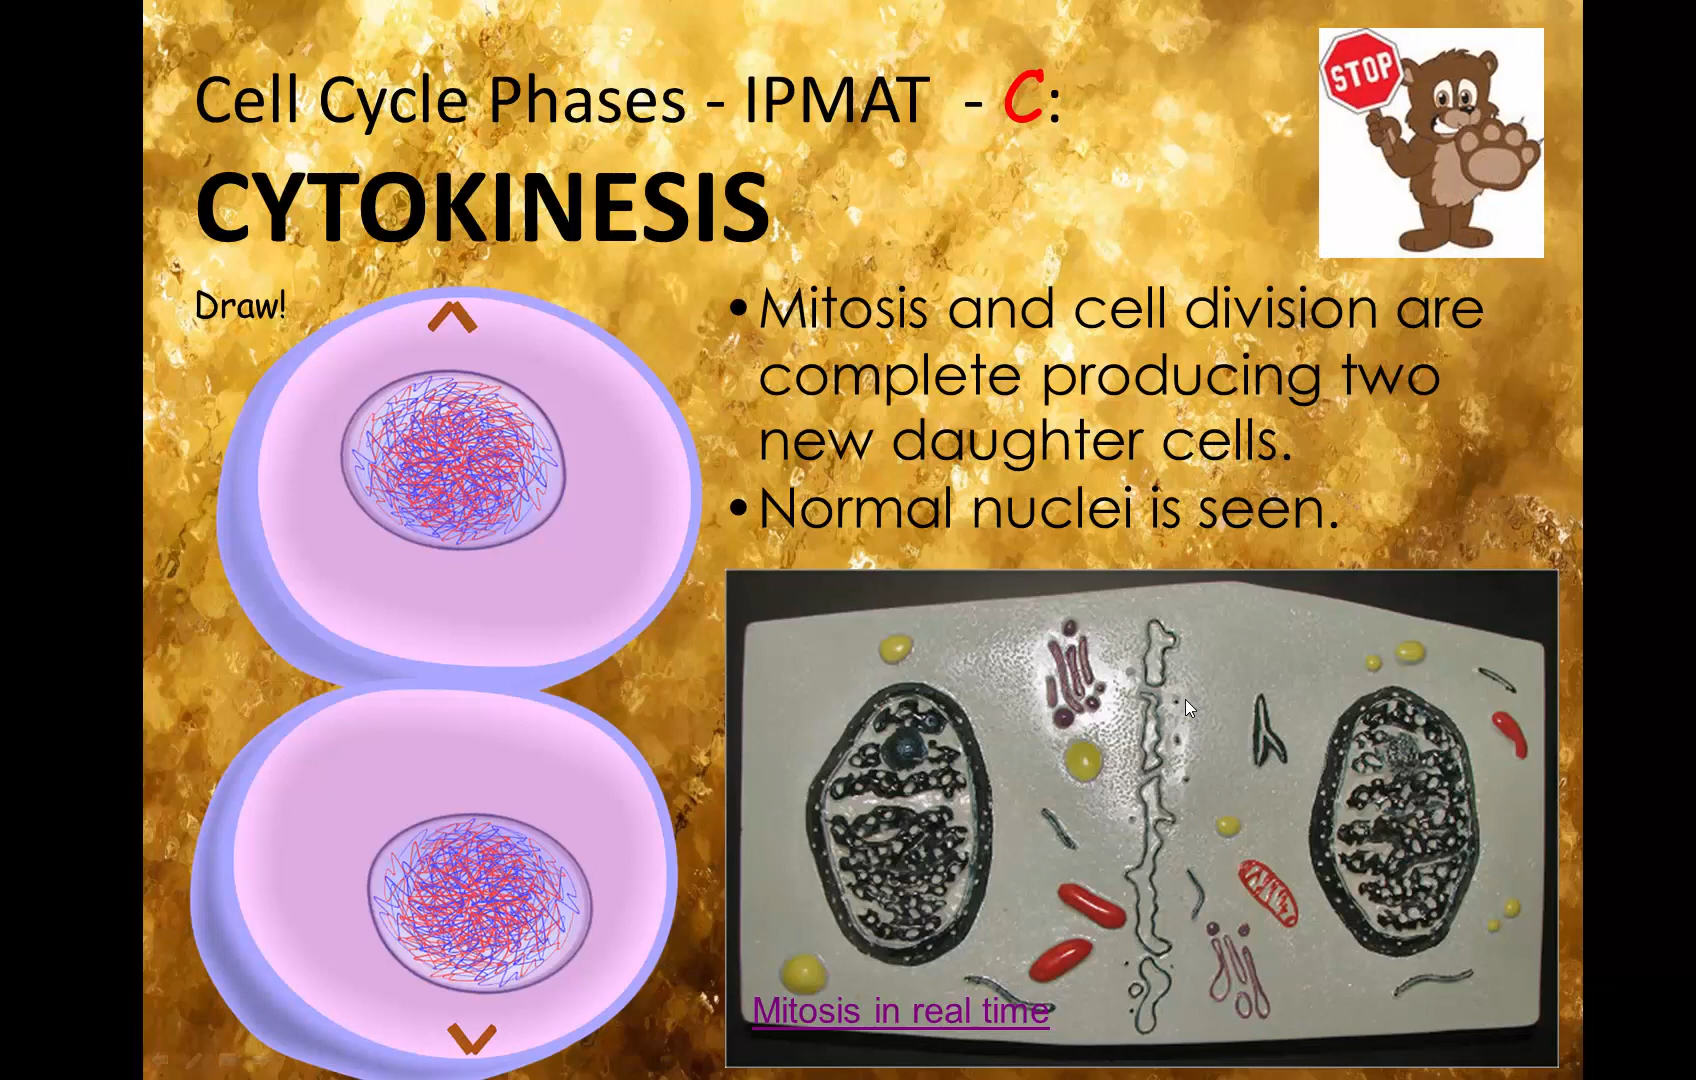 STOP
Cell Cycle Phases - IPMAT - C:
CYTOKINESIS
Draw!
• Mitosis and cell division are
complete producing two
new daughter cells.
• Normal nuclei is seen.
Mitosis in real time